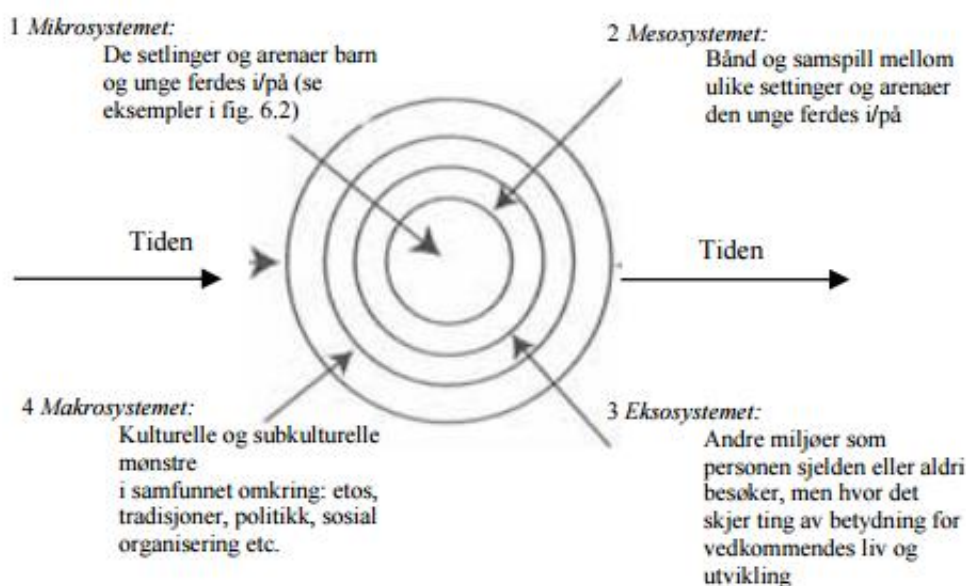 1 Mikrosystemet:
De setlinger og arenaer barn
og unge ferdes i/på (se
eksempler i fig. 6.2)
2 Mesosystemet:
Bånd og samspill mellom
ulike settinger og arenaer
den unge ferdes i/på
Tiden
Tiden
4 Makrosystemet:
Kulturelle og subkulturelle
mønstre
i samfunnet omkring: etos,
tradisjoner, politikk, sosial
organisering etc.
3 Eksosystemet:
Andre miljøer som
personen sjelden eller aldri
besøker, men hvor det
skjer ting av betydning for
vedkommendes liv og
utvikling